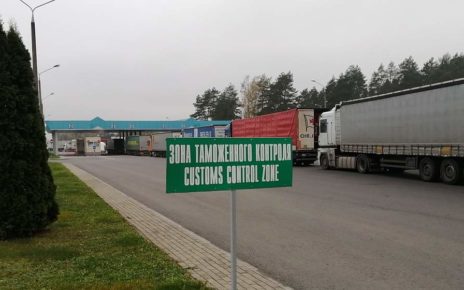 ЗОНА ТАМОЖЕННОГО КОНТРОЛЯ
CUSTOMS CONTROL ZONE